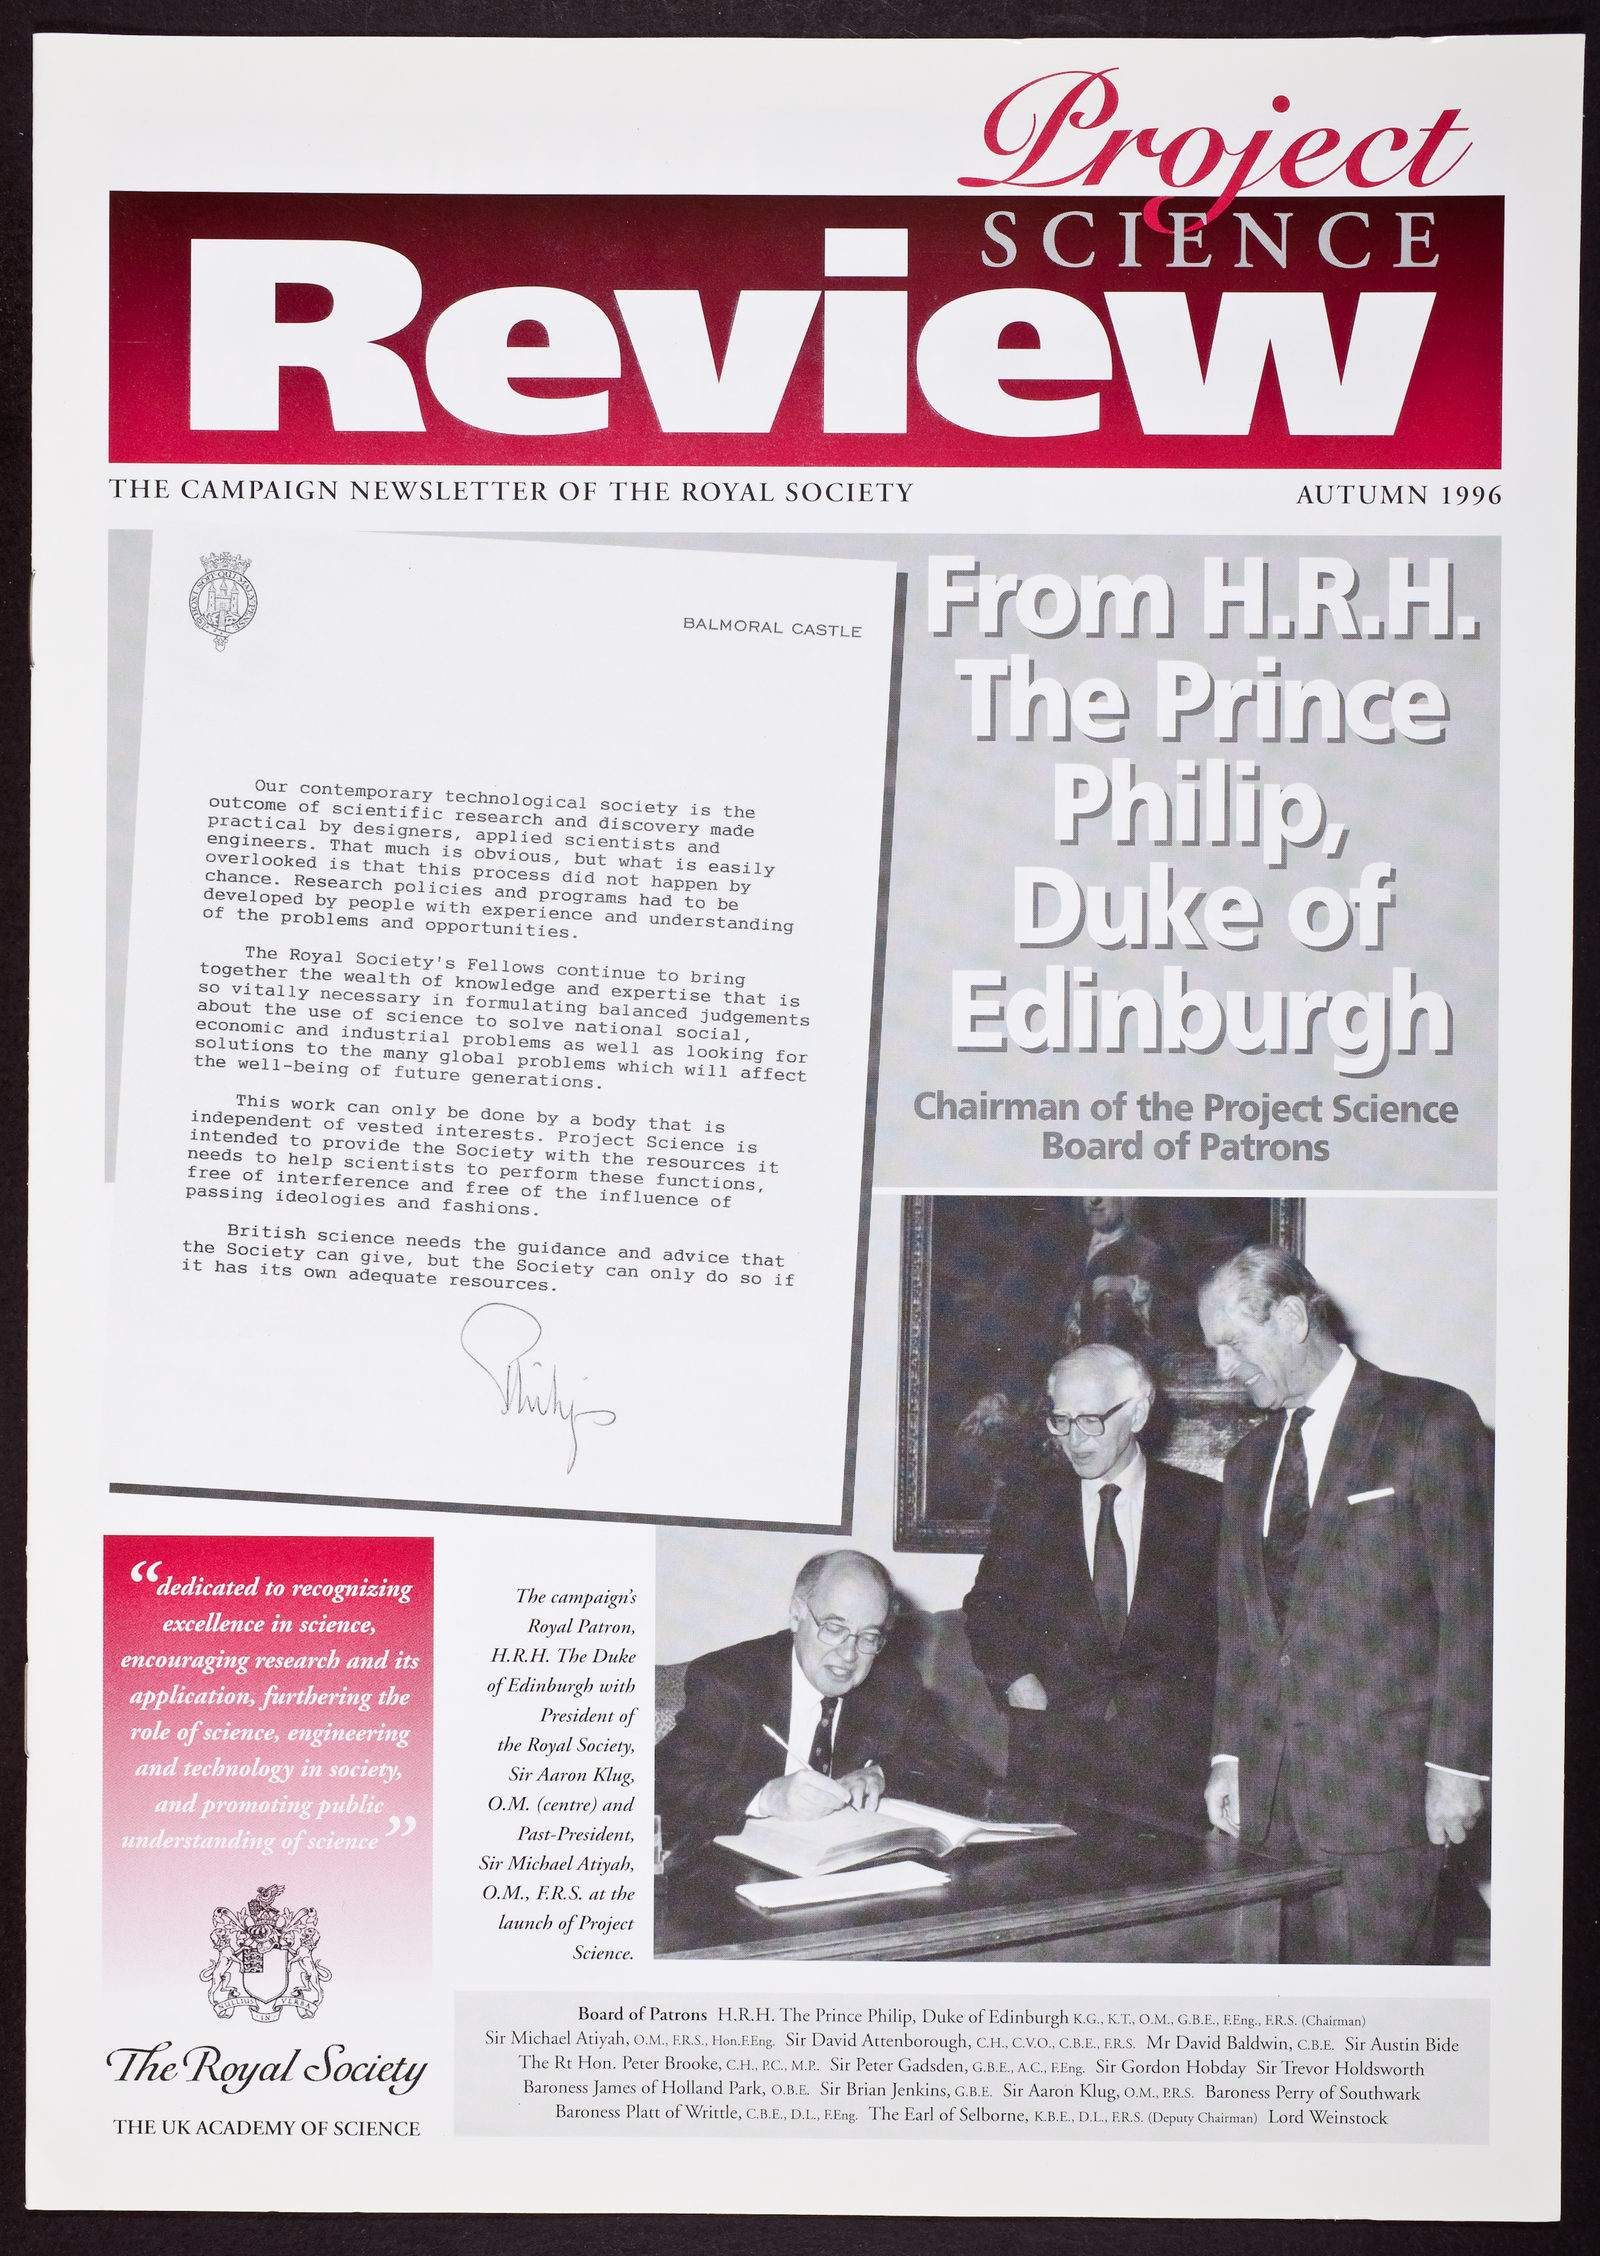 Project
SCIENCE
Review
THE CAMPAIGN NEWSLETTER OF THE ROYAL SOCIETY
AUTUMN 1996
HONI·SOIT·QUI·MAL·Y·PENSE
BALMORAL CASTLE
Our contemporary technological society is the
outcome of scientific research and discovery made
practical by designers, applied scientists and
engineers. That much is obvious, but what is easily
overlooked is that this process did not happen by
chance. Research policies and programs had to be
developed by people with experience and understanding
of the problems and opportunities.
The Royal Society's Fellows continue to bring
together the wealth of knowledge and expertise that is
so vitally necessary in formulating balanced judgements
about the use of science to solve national social,
economic and industrial problems as well as looking for
solutions to the many global problems which will affect
the well-being of future generations.
This work can only be done by a body that is
independent of vested interests. Project Science is
intended to provide the Society with the resources it
needs to help scientists to perform these functions,
free of interference and free of the influence of
passing ideologies and fashions.
British science needs the guidance and advice that
the Society can give, but the Society can only do so if
it has its own adequate resources.
Philip
From H.R.H.
The Prince
Philip,
Duke of
Edinburgh
Chairman of the Project Science
Board of Patrons
“dedicated to recognizing
excellence in science,
encouraging research and its
application, furthering the
role of science, engineering
and technology in society,
and promoting public
understanding of science”
NULLIUS IN VERBA
The Royal Society
THE UK ACADEMY OF SCIENCE
The campaign's
Royal Patron,
H.R.H. The Duke
of Edinburgh with
President of
the Royal Society,
Sir Aaron Klug,
O.M. (centre) and
Past-President,
Sir Michael Atiyah,
O.M., F.R.S. at the
launch of Project
Science.
Board of Patrons H.R.H. The Prince Philip, Duke of Edinburgh K.G., K.T., O.M., G.B.E., F.Eng., F.R.S. (Chairman)
Sir Michael Atiyah, O.M., F.R.S., Hon.F.Eng. Sir David Attenborough, C.H., C.V.O., C.B.E., F.R.S. Mr David Baldwin, C.B.E. Sir Austin Bide
The Rt Hon. Peter Brooke, C.H., P.C., M.P.. Sir Peter Gadsden, G.B.E., A.C., F.Eng. Sir Gordon Hobday Sir Trevor Holdsworth
Baroness James of Holland Park, O.B.E. Sir Brian Jenkins, G.B.E. Sir Aaron Klug, O.M., P.R.S. Baroness Perry of Southwark
Baroness Platt of Writtle, C.B.E., D.L., F.Eng. The Earl of Selborne, K.B.E., D.L., F.R.S. (Deputy Chairman) Lord Weinstock